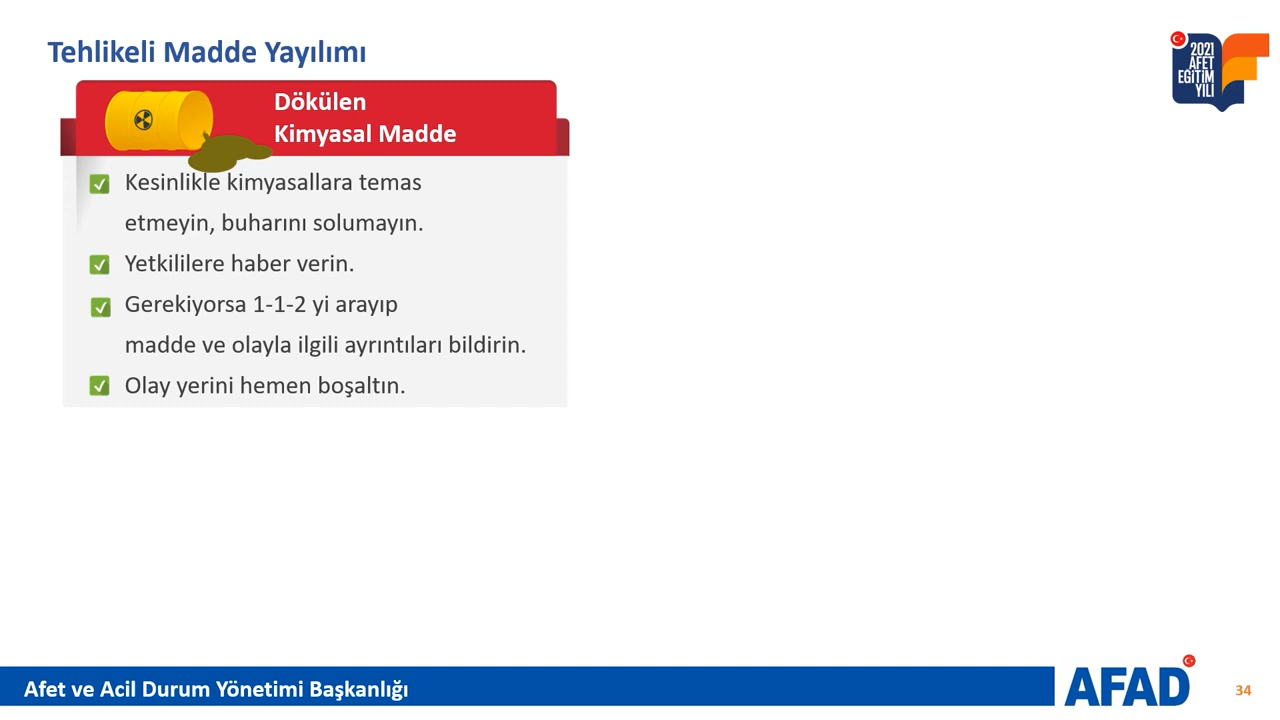 Tehlikeli Madde Yayılımı
2021
AFET
EĞİTİM
YILI
Dökülen
Kimyasal Madde
Kesinlikle kimyasallara temas
etmeyin, buharını solumayın.
Yetkililere haber verin.
Gerekiyorsa 1-1-2 yi arayıp
madde ve olayla ilgili ayrıntıları bildirin.
Olay yerini hemen boşaltın.
Afet ve Acil Durum Yönetimi Başkanlığı
AFAD
34